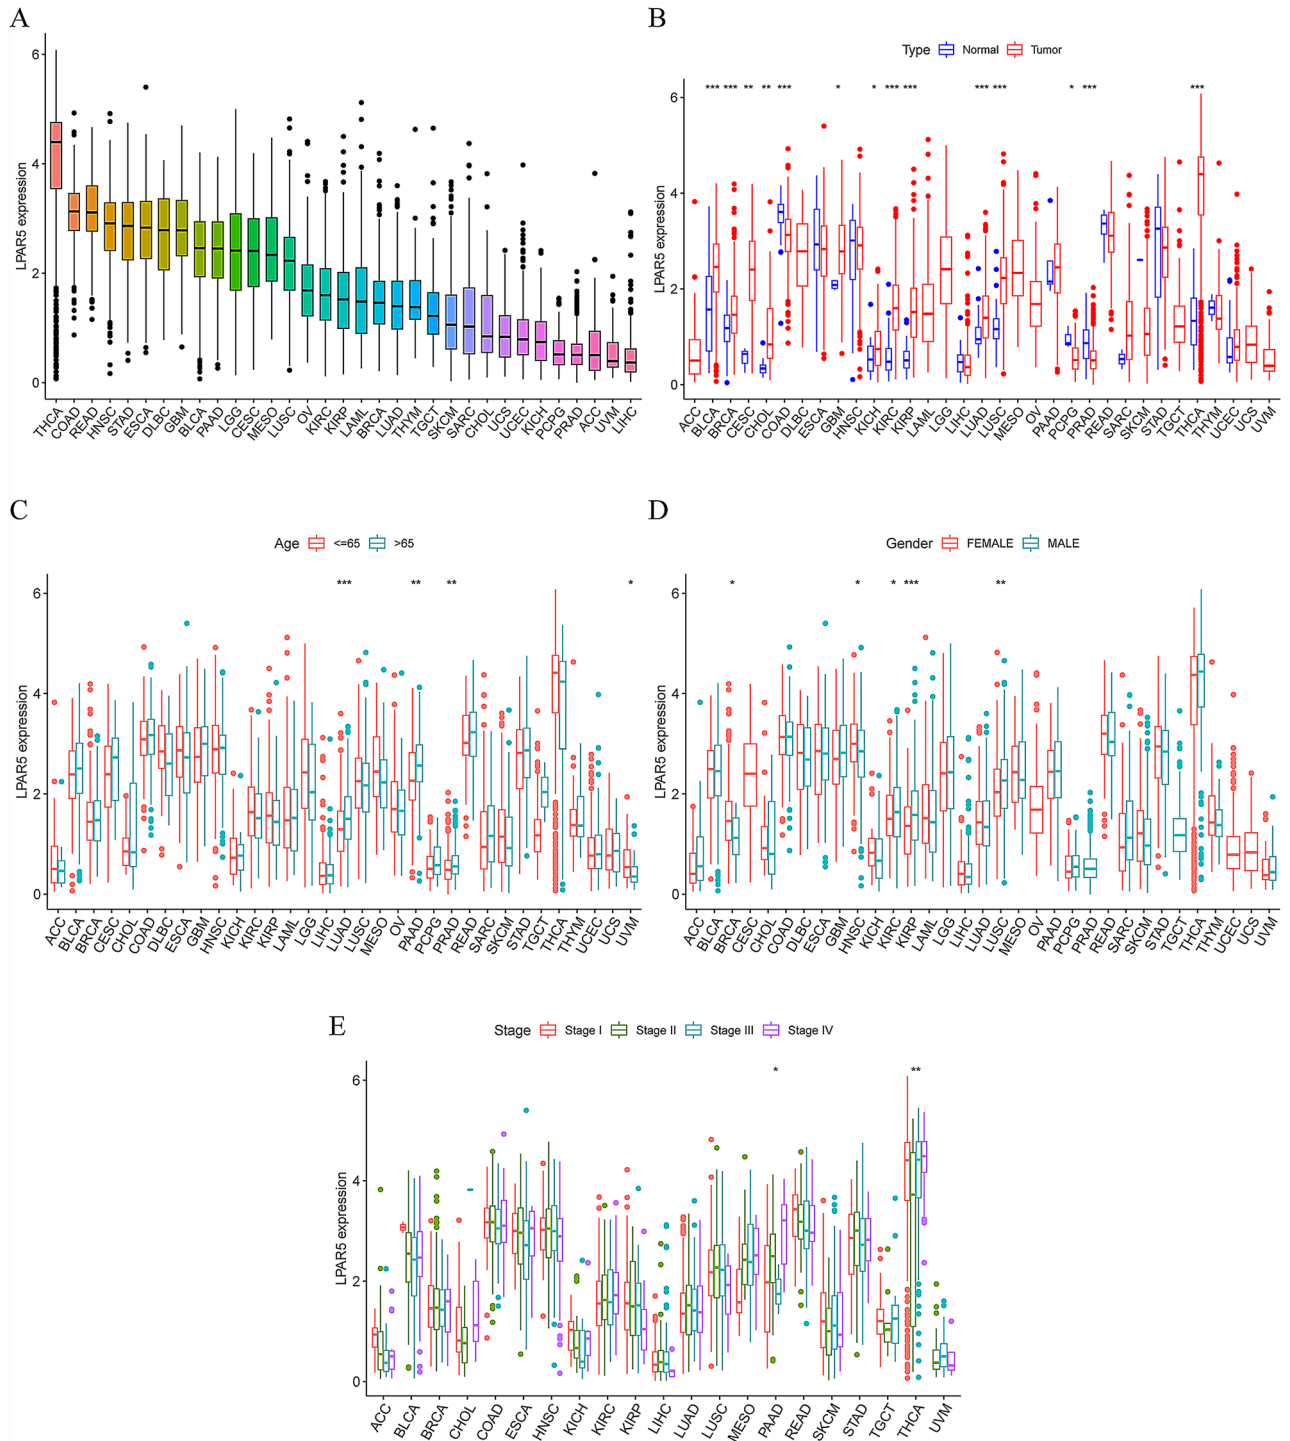 A
LPAR5 expression
6
4
2
0
THCA COAD READ HNSC STAD ESCA DLBC GBM BLCA PAAD LGG CESC MESO LUSC OV KIRC KIRP LAML BRCA LUAD THYM TGCT SKCM SARC CHOL UCS UCEC KICH PCPG PRAD ACC UVM LIHC
B
Type Normal Tumor
*** *** ** ** *** * * *** *** *** *** * *** ***
LPAR5 expression
6
4
2
0
ACC BLCA BRCA CESC CHOL COAD DLBC ESCA GBM HNSC KICH KIRC KIRP LAML LGG LIHC LUAD LUSC MESO OV PAAD PCPG PRAD READ SARC SKCM STAD TGCT THCA THYM UCEC UCS UVM
C
Age <=65 >65
*** ** ** *
LPAR5 expression
6
4
2
0
ACC BLCA BRCA CESC CHOL COAD DLBC ESCA GBM HNSC KICH KIRC KIRP LAML LGG LIHC LUAD LUSC MESO OV PAAD PCPG PRAD READ SARC SKCM STAD TGCT THCA THYM UCEC UCS UVM
D
Gender FEMALE MALE
* * * *** **
LPAR5 expression
6
4
2
0
ACC BLCA BRCA CESC CHOL COAD DLBC ESCA GBM HNSC KICH KIRC KIRP LAML LGG LIHC LUAD LUSC MESO OV PAAD PCPG PRAD READ SARC SKCM STAD TGCT THCA THYM UCEC UCS UVM
E
Stage Stage I Stage II Stage III Stage IV
* **
LPAR5 expression
6
4
2
0
ACC BLCA BRCA CHOL COAD ESCA HNSC KICH KIRC KIRP LIHC LUAD LUSC MESO PAAD READ SKCM STAD TGCT THCA UVM